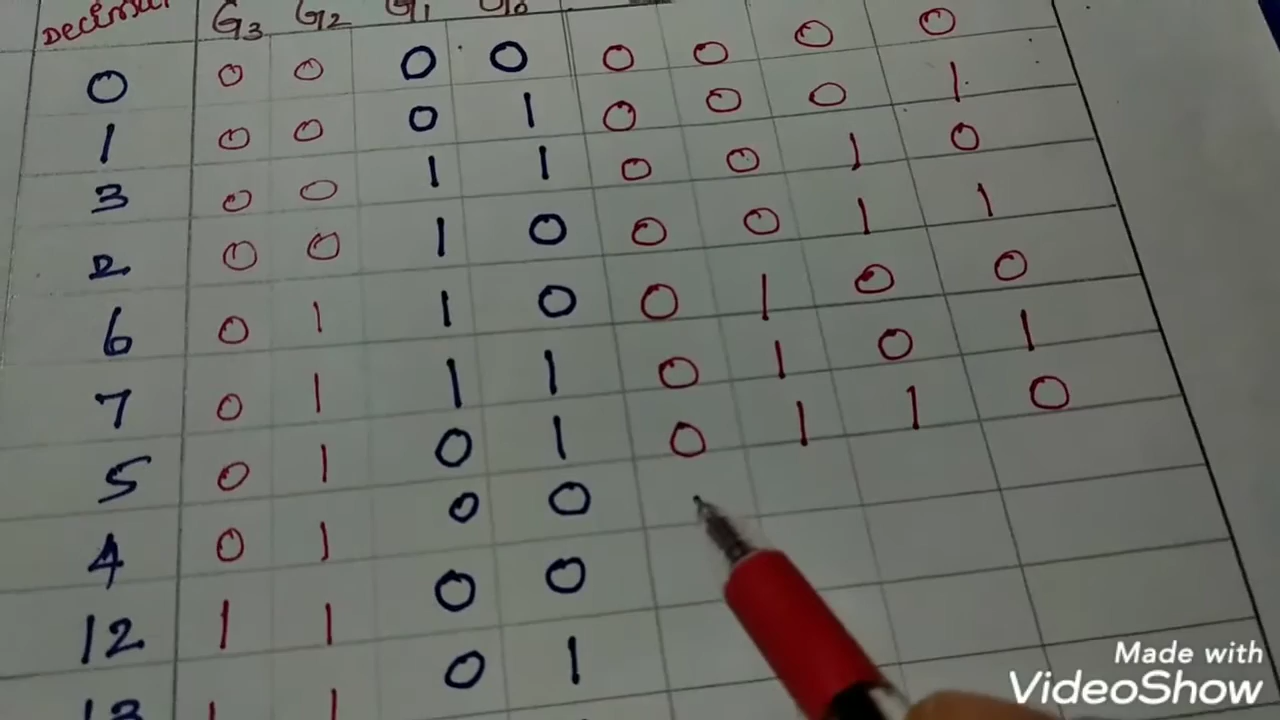 Decimal G3 G2 G1 G0
0 0 0 0 0 0 0 0 0
1 0 0 0 1 0 0 0 1
3 0 0 1 1 0 0 1 0
2 0 0 1 0 0 0 1 1
6 0 1 1 0 0 1 0 0
7 0 1 1 1 0 1 0 1
5 0 1 0 1 0 1 1 0
4 0 1 0 0
12 1 1 0 0
13 1 1 0 1
Made with
VideoShow